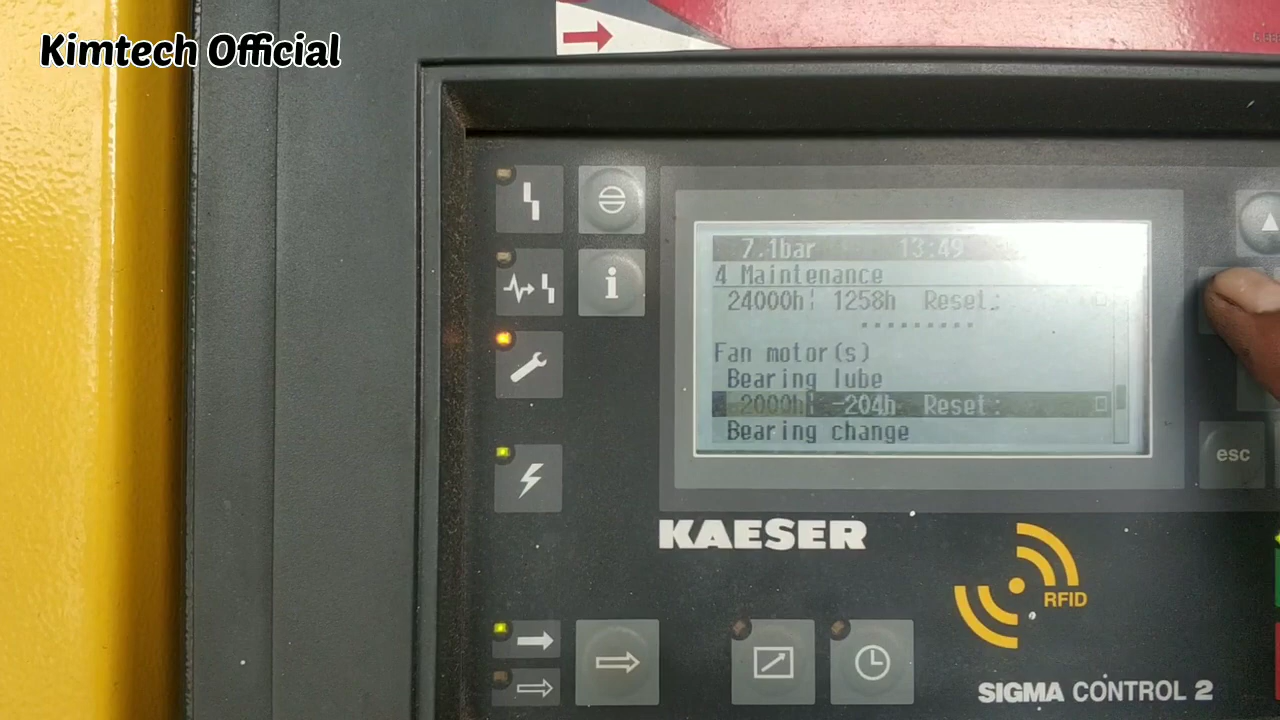 Kimtech Official
7.1bar 13:49
4 Maintenance
24000h¦ 1258h Reset:
Fan motor(s)
Bearing lube
2000h¦ -204h Reset:
Bearing change
i
esc
KAESER
RFID
SIGMA CONTROL 2